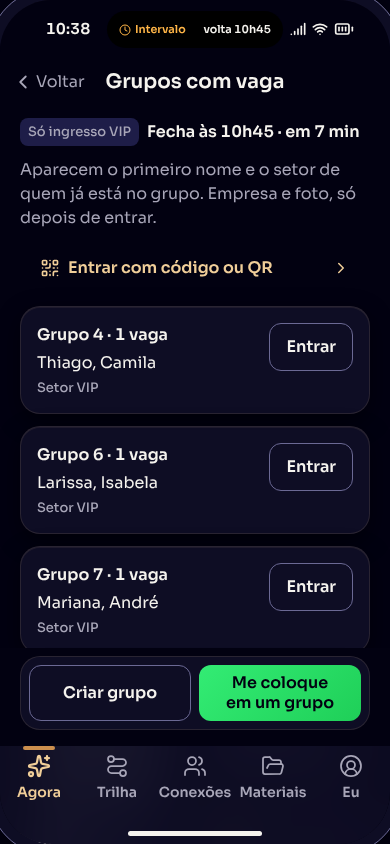 10:38
Intervalo volta 10h45
Voltar
Grupos com vaga
Só ingresso VIP
Fecha às 10h45 · em 7 min
Aparecem o primeiro nome e o setor de
quem já está no grupo. Empresa e foto, só
depois de entrar.
Entrar com código ou QR
Grupo 4 · 1 vaga
Thiago, Camila
Setor VIP
Entrar
Grupo 6 · 1 vaga
Larissa, Isabela
Setor VIP
Entrar
Grupo 7 · 1 vaga
Mariana, André
Setor VIP
Entrar
Criar grupo
Me coloque
em um grupo
Agora
Trilha
Conexões
Materiais
Eu